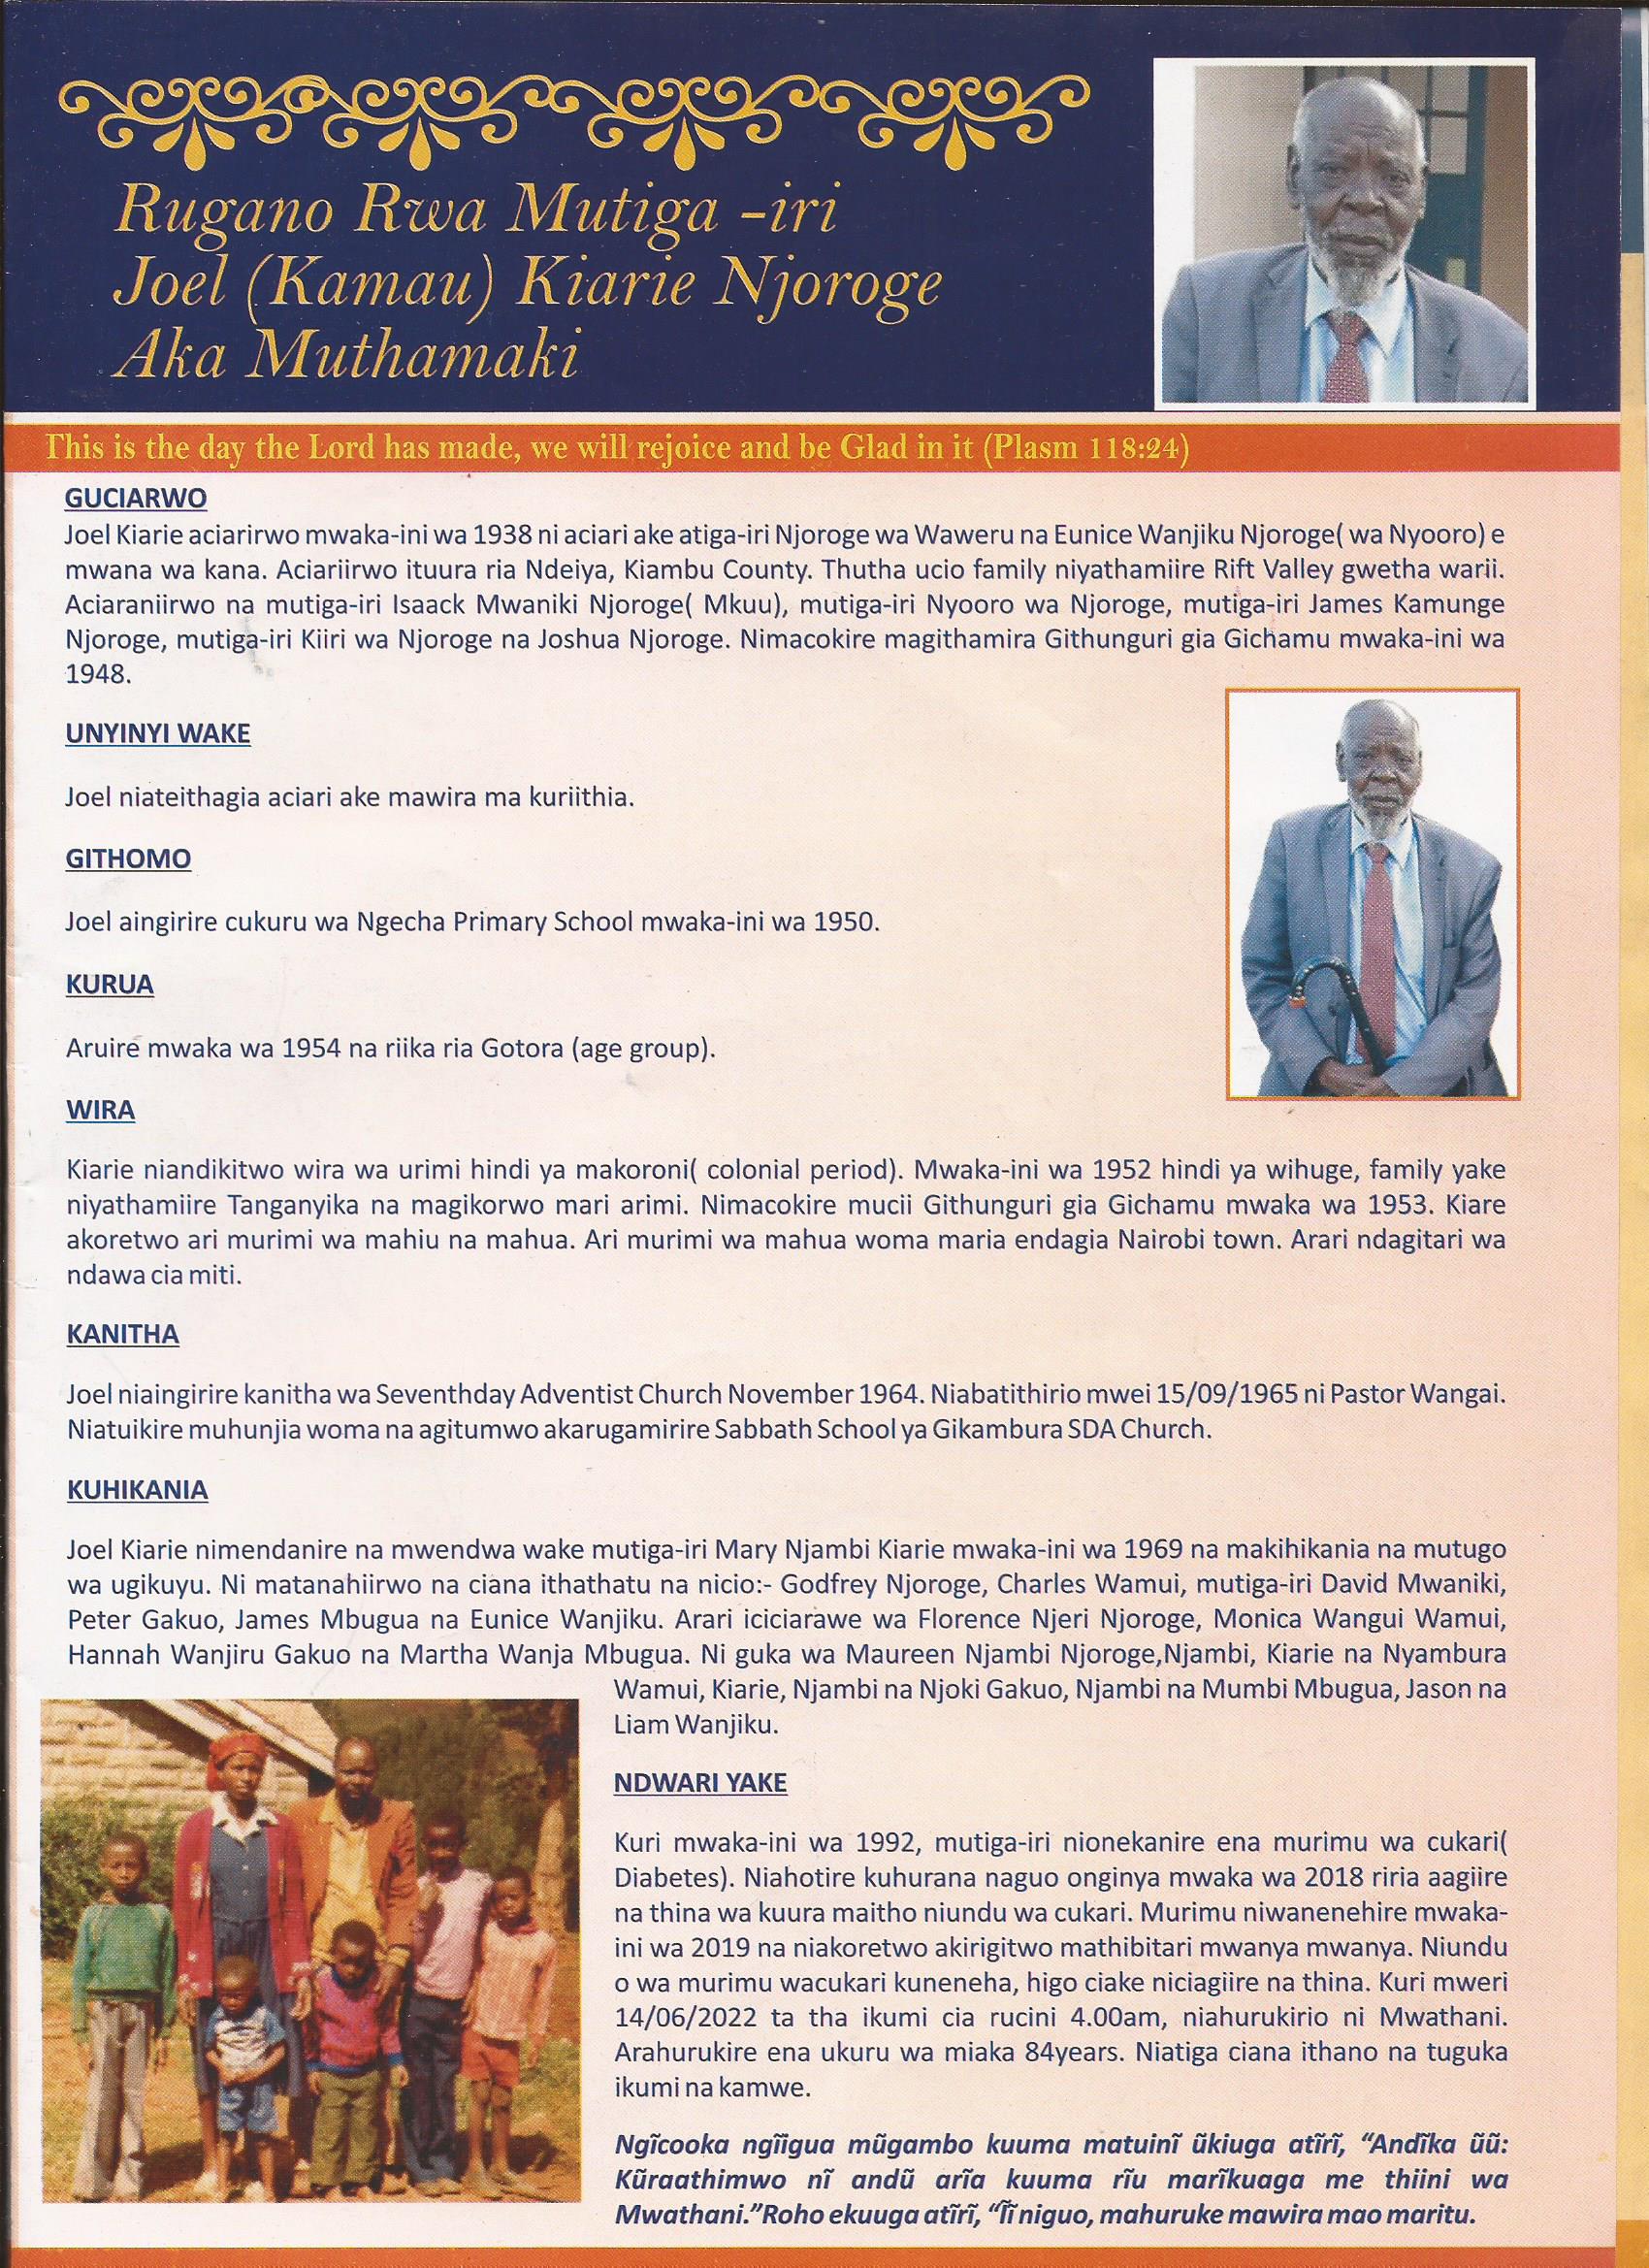 Rugano Rwa Mutiga -iri
Joel (Kamau) Kiarie Njoroge
Aka Muthamaki
This is the day the Lord has made, we will rejoice and be Glad in it (Plasm 118:24)
GUCIARWO
Joel Kiarie aciarirwo mwaka-ini wa 1938 ni aciari ake atiga-iri Njoroge wa Waweru na Eunice Wanjiku Njoroge( wa Nyooro) e
mwana wa kana. Aciariirwo ituura ria Ndeiya, Kiambu County. Thutha ucio family niyathamiire Rift Valley gwetha warii.
Aciaraniirwo na mutiga-iri Isaack Mwaniki Njoroge( Mkuu), mutiga-iri Nyooro wa Njoroge, mutiga-iri James Kamunge
Njoroge, mutiga-iri Kiiri wa Njoroge na Joshua Njoroge. Nimacokire magithamira Githunguri gia Gichamu mwaka-ini wa
1948.
UNYINYI WAKE
Joel niateithagia aciari ake mawira ma kuriithia.
GITHOMO
Joel aingirire cukuru wa Ngecha Primary School mwaka-ini wa 1950.
KURUA
Aruire mwaka wa 1954 na riika ria Gotora (age group).
WIRA
Kiarie niandikitwo wira wa urimi hindi ya makoroni( colonial period). Mwaka-ini wa 1952 hindi ya wihuge, family yake
niyathamiire Tanganyika na magikorwo mari arimi. Nimacokire mucii Githunguri gia Gichamu mwaka wa 1953. Kiare
akoretwo ari murimi wa mahiu na mahua. Ari murimi wa mahua woma maria endagia Nairobi town. Arari ndagitari wa
ndawa cia miti.
KANITHA
Joel niaingirire kanitha wa Seventhday Adventist Church November 1964. Niabatithirio mwei 15/09/1965 ni Pastor Wangai.
Niatuikire muhunjia woma na agitumwo akarugamirire Sabbath School ya Gikambura SDA Church.
KUHIKANIA
Joel Kiarie nimendanire na mwendwa wake mutiga-iri Mary Njambi Kiarie mwaka-ini wa 1969 na makihikania na mutugo
wa ugikuyu. Ni matanahiirwo na ciana ithathatu na nicio:- Godfrey Njoroge, Charles Wamui, mutiga-iri David Mwaniki,
Peter Gakuo, James Mbugua na Eunice Wanjiku. Arari iciciarawe wa Florence Njeri Njoroge, Monica Wangui Wamui,
Hannah Wanjiru Gakuo na Martha Wanja Mbugua. Ni guka wa Maureen Njambi Njoroge,Njambi, Kiarie na Nyambura
Wamui, Kiarie, Njambi na Njoki Gakuo, Njambi na Mumbi Mbugua, Jason na
Liam Wanjiku.
NDWARI YAKE
Kuri mwaka-ini wa 1992, mutiga-iri nionekanire ena murimu wa cukari(
Diabetes). Niahotire kuhurana naguo onginya mwaka wa 2018 riria aagiire
na thina wa kuura maitho niundu wa cukari. Murimu niwanenehire mwaka-
ini wa 2019 na niakoretwo akirigitwo mathibitari mwanya mwanya. Niundu
o wa murimu wacukari kuneneha, higo ciake niciagiire na thina. Kuri mweri
14/06/2022 ta tha ikumi cia rucini 4.00am, niahurukirio ni Mwathani.
Arahurukire ena ukuru wa miaka 84years. Niatiga ciana ithano na tuguka
ikumi na kamwe.
Ngĩcooka ngĩigua mũgambo kuuma matuinĩ ũkiuga atĩrĩ, “Andĩka ũũ:
Kũraathimwo nĩ andũ arĩa kuuma rĩu marĩkuaga me thiini wa
Mwathani.”Roho ekuuga atĩrĩ, “Ĩĩ niguo, mahuruke mawira mao maritu.